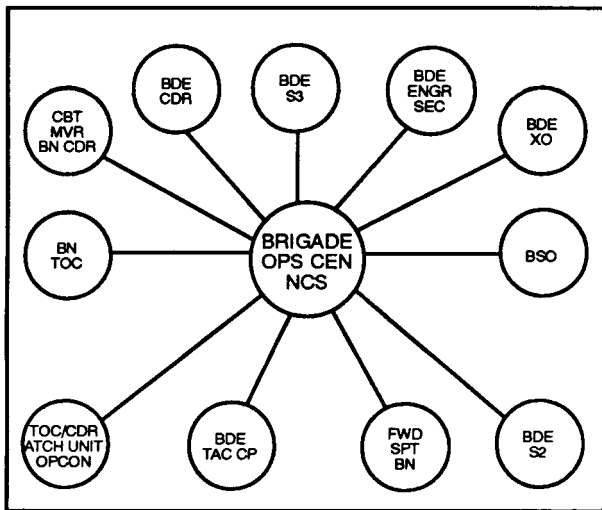 BDE
CDR
BDE
S3
BDE
ENGR
SEC
CBT
MVR
BN CDR
BDE
XO
BRIGADE
OPS CEN
NCS
BN
TOC
BSO
TOC/CDR
ATCH UNIT
OPCON
BDE
TAC CP
FWD
SPT
BN
BDE
S2